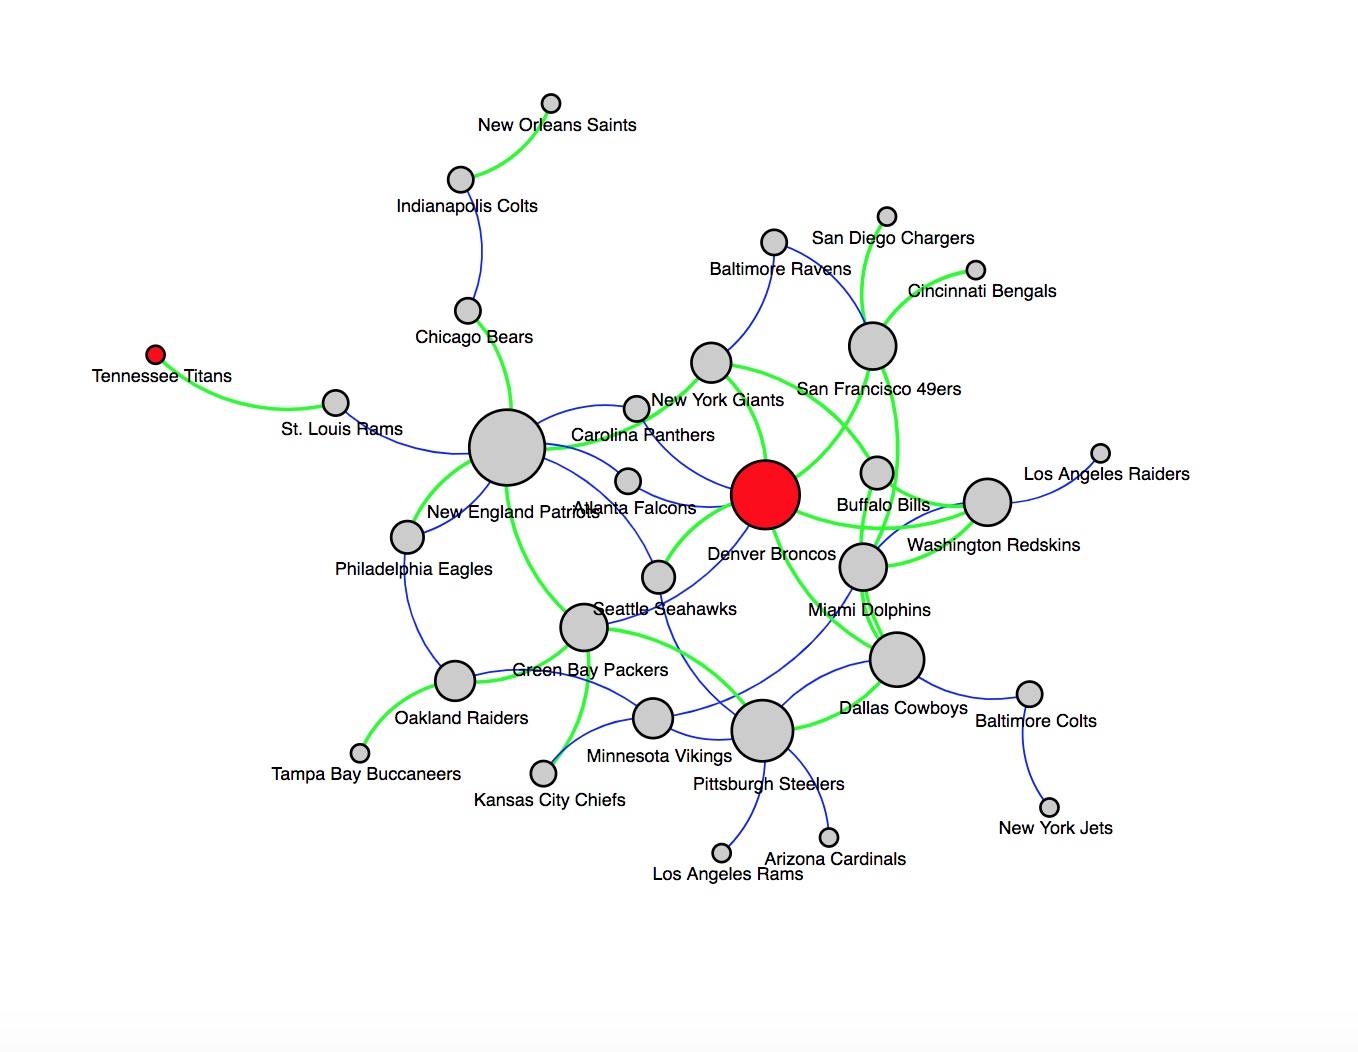 New Orleans Saints
Indianapolis Colts
San Diego Chargers
Baltimore Ravens
Cincinnati Bengals
Chicago Bears
Tennessee Titans
San Francisco 49ers
New York Giants
St. Louis Rams
Carolina Panthers
Los Angeles Raiders
Buffalo Bills
Atlanta Falcons
New England Patriots
Washington Redskins
Denver Broncos
Philadelphia Eagles
Seattle Seahawks
Miami Dolphins
Green Bay Packers
Dallas Cowboys
Oakland Raiders
Baltimore Colts
Minnesota Vikings
Tampa Bay Buccaneers
Pittsburgh Steelers
Kansas City Chiefs
New York Jets
Arizona Cardinals
Los Angeles Rams